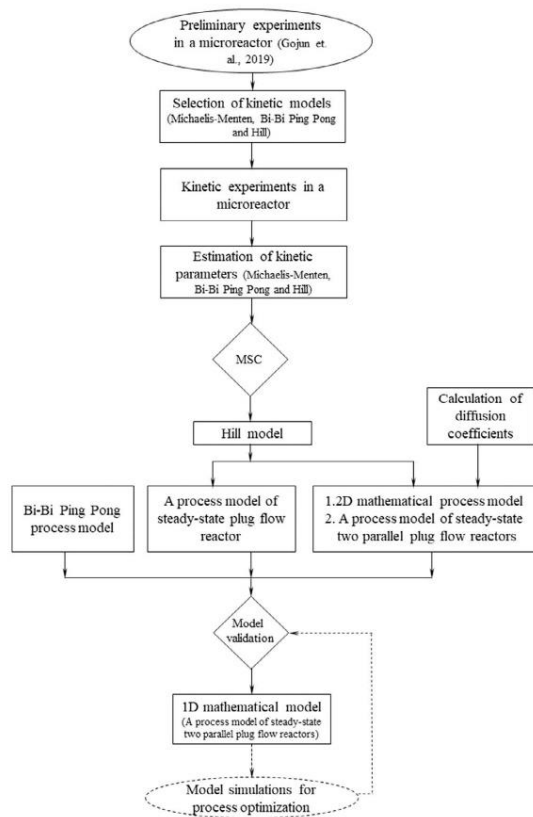 Preliminary experiments
in a microreactor (Gojun et.
al., 2019)
Selection of kinetic models
(Michaelis-Menten, Bi-Bi Ping Pong
and Hill)
Kinetic experiments in a
microreactor
Estimation of kinetic
parameters (Michaelis-Menten,
Bi-Bi Ping Pong and Hill)
MSC
Calculation of
diffusion
coefficients
Hill model
Bi-Bi Ping Pong
process model
A process model of
steady-state plug flow
reactor
1.2D mathematical process model
2. A process model of steady-state
two parallel plug flow reactors
Model
validation
1D mathematical model
(A process model of steady-state
two parallel plug flow reactors)
Model simulations for
process optimization